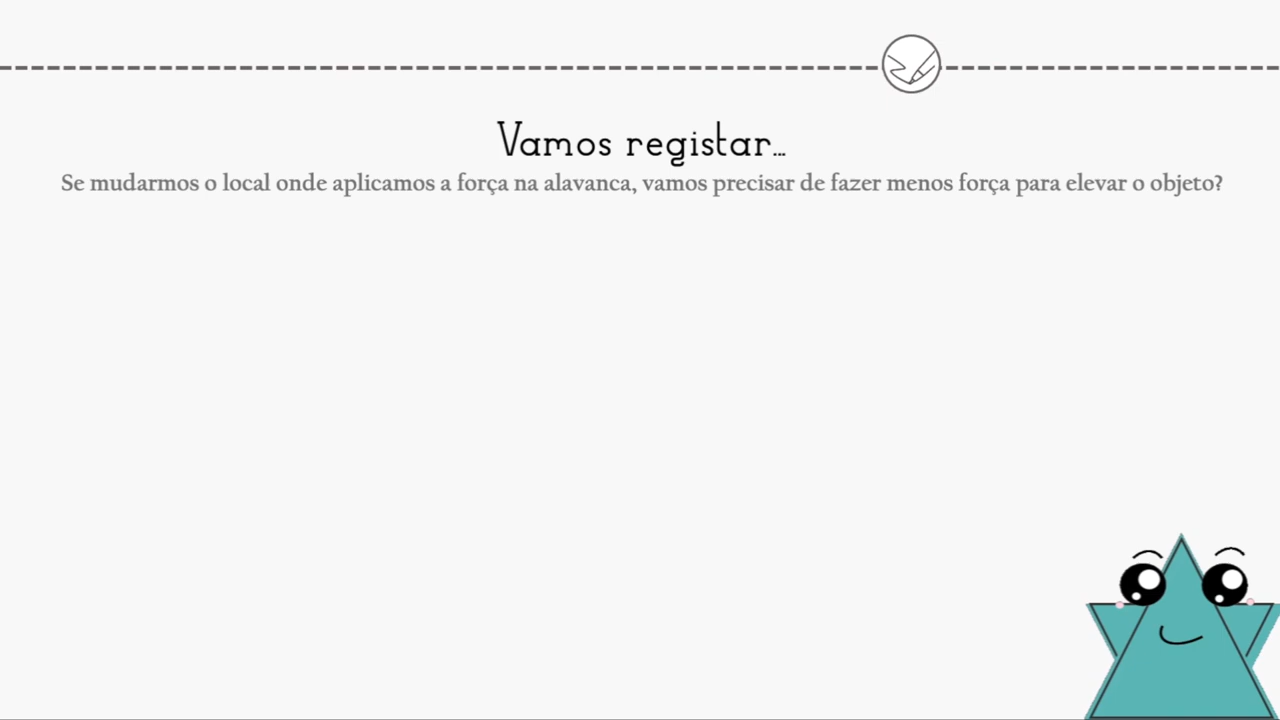 Vamos registar...
Se mudarmos o local onde aplicamos a força na alavanca, vamos precisar de fazer menos força para elevar o objeto?